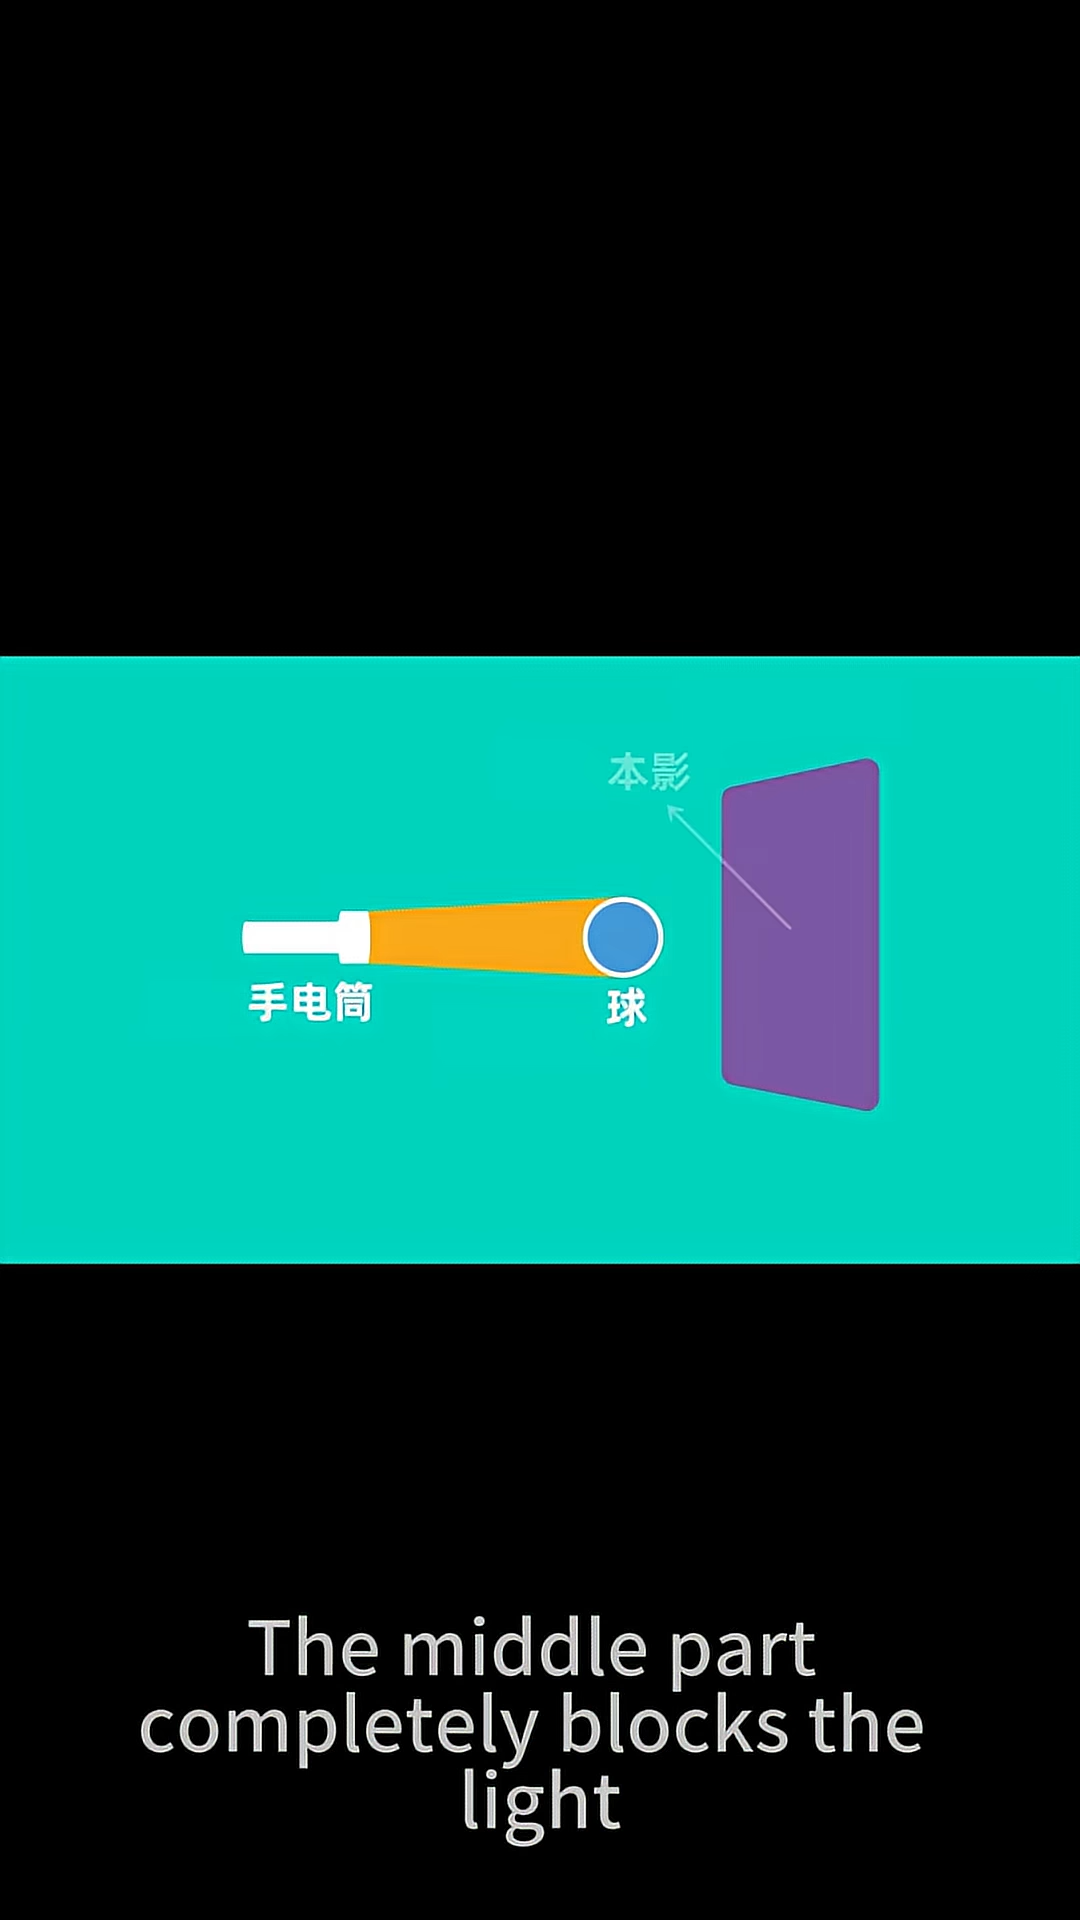 本影
手电筒
球
The middle part
completely blocks the
light